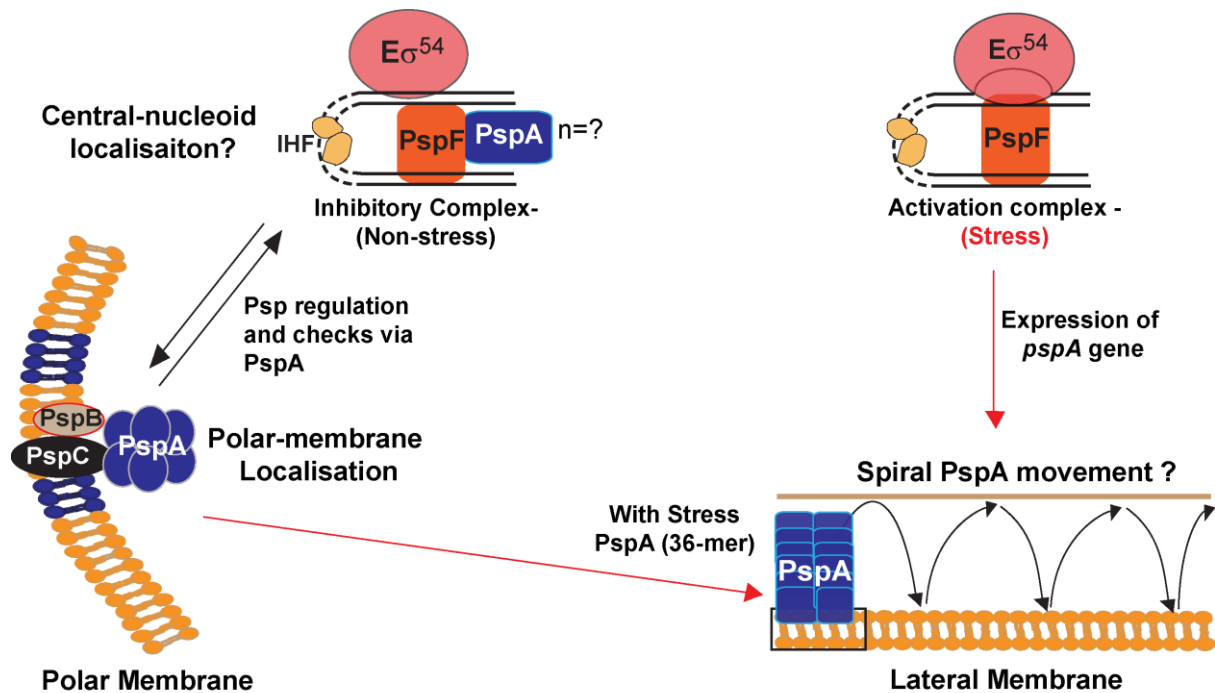 Eσ54
Central-nucleoid
localisaiton?
IHF
PspF
PspA
n=?
Inhibitory Complex-
(Non-stress)
Eσ54
PspF
Activation complex -
(Stress)
Psp regulation
and checks via
PspA
Expression of
pspA gene
PspB
PspC
PspA
Polar-membrane
Localisation
With Stress
PspA (36-mer)
Spiral PspA movement ?
PspA
Polar Membrane
Lateral Membrane